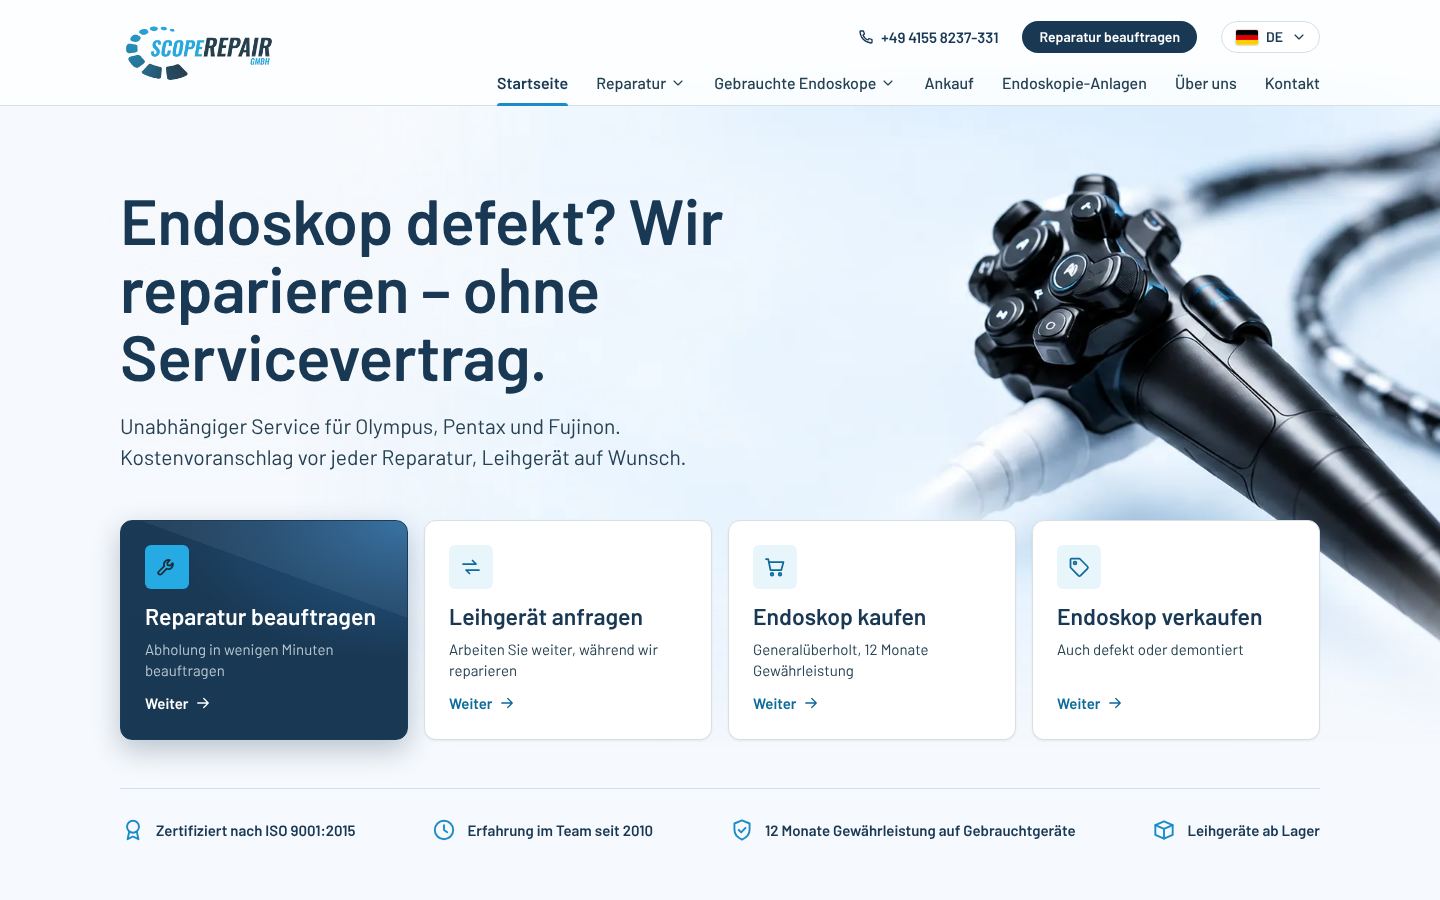 SCOPEREPAIR
GMBH
+49 4155 8237-331
Reparatur beauftragen
DE
Startseite
Reparatur
Gebrauchte Endoskope
Ankauf
Endoskopie-Anlagen
Über uns
Kontakt
Endoskop defekt? Wir
reparieren – ohne
Servicevertrag.
Unabhängiger Service für Olympus, Pentax und Fujinon.
Kostenvoranschlag vor jeder Reparatur, Leihgerät auf Wunsch.
Reparatur beauftragen
Abholung in wenigen Minuten
beauftragen
Weiter
Leihgerät anfragen
Arbeiten Sie weiter, während wir
reparieren
Weiter
Endoskop kaufen
Generalüberholt, 12 Monate
Gewährleistung
Weiter
Endoskop verkaufen
Auch defekt oder demontiert
Weiter
Zertifiziert nach ISO 9001:2015
Erfahrung im Team seit 2010
12 Monate Gewährleistung auf Gebrauchtgeräte
Leihgeräte ab Lager